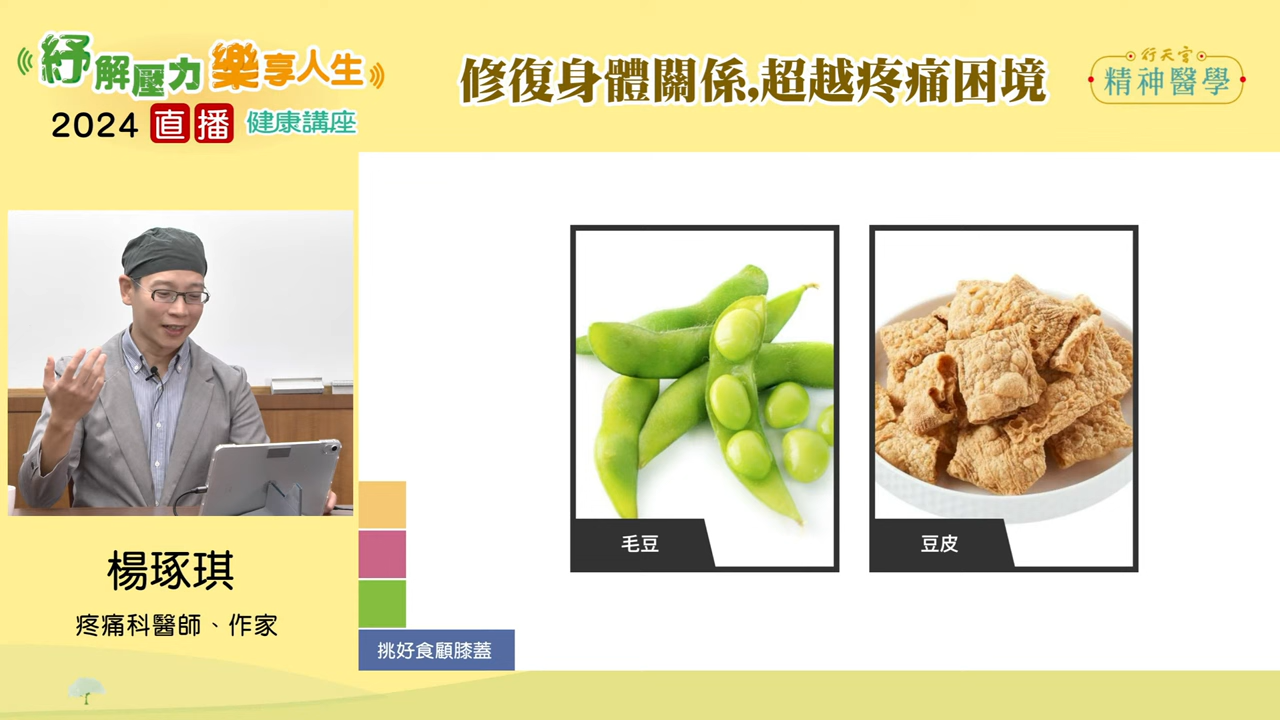 紓解壓力 樂享人生
2024 直播 健康講座
修復身體關係,超越疼痛困境
行天宮
精神醫學
毛豆
豆皮
楊琢琪
疼痛科醫師、作家
挑好食顧膝蓋